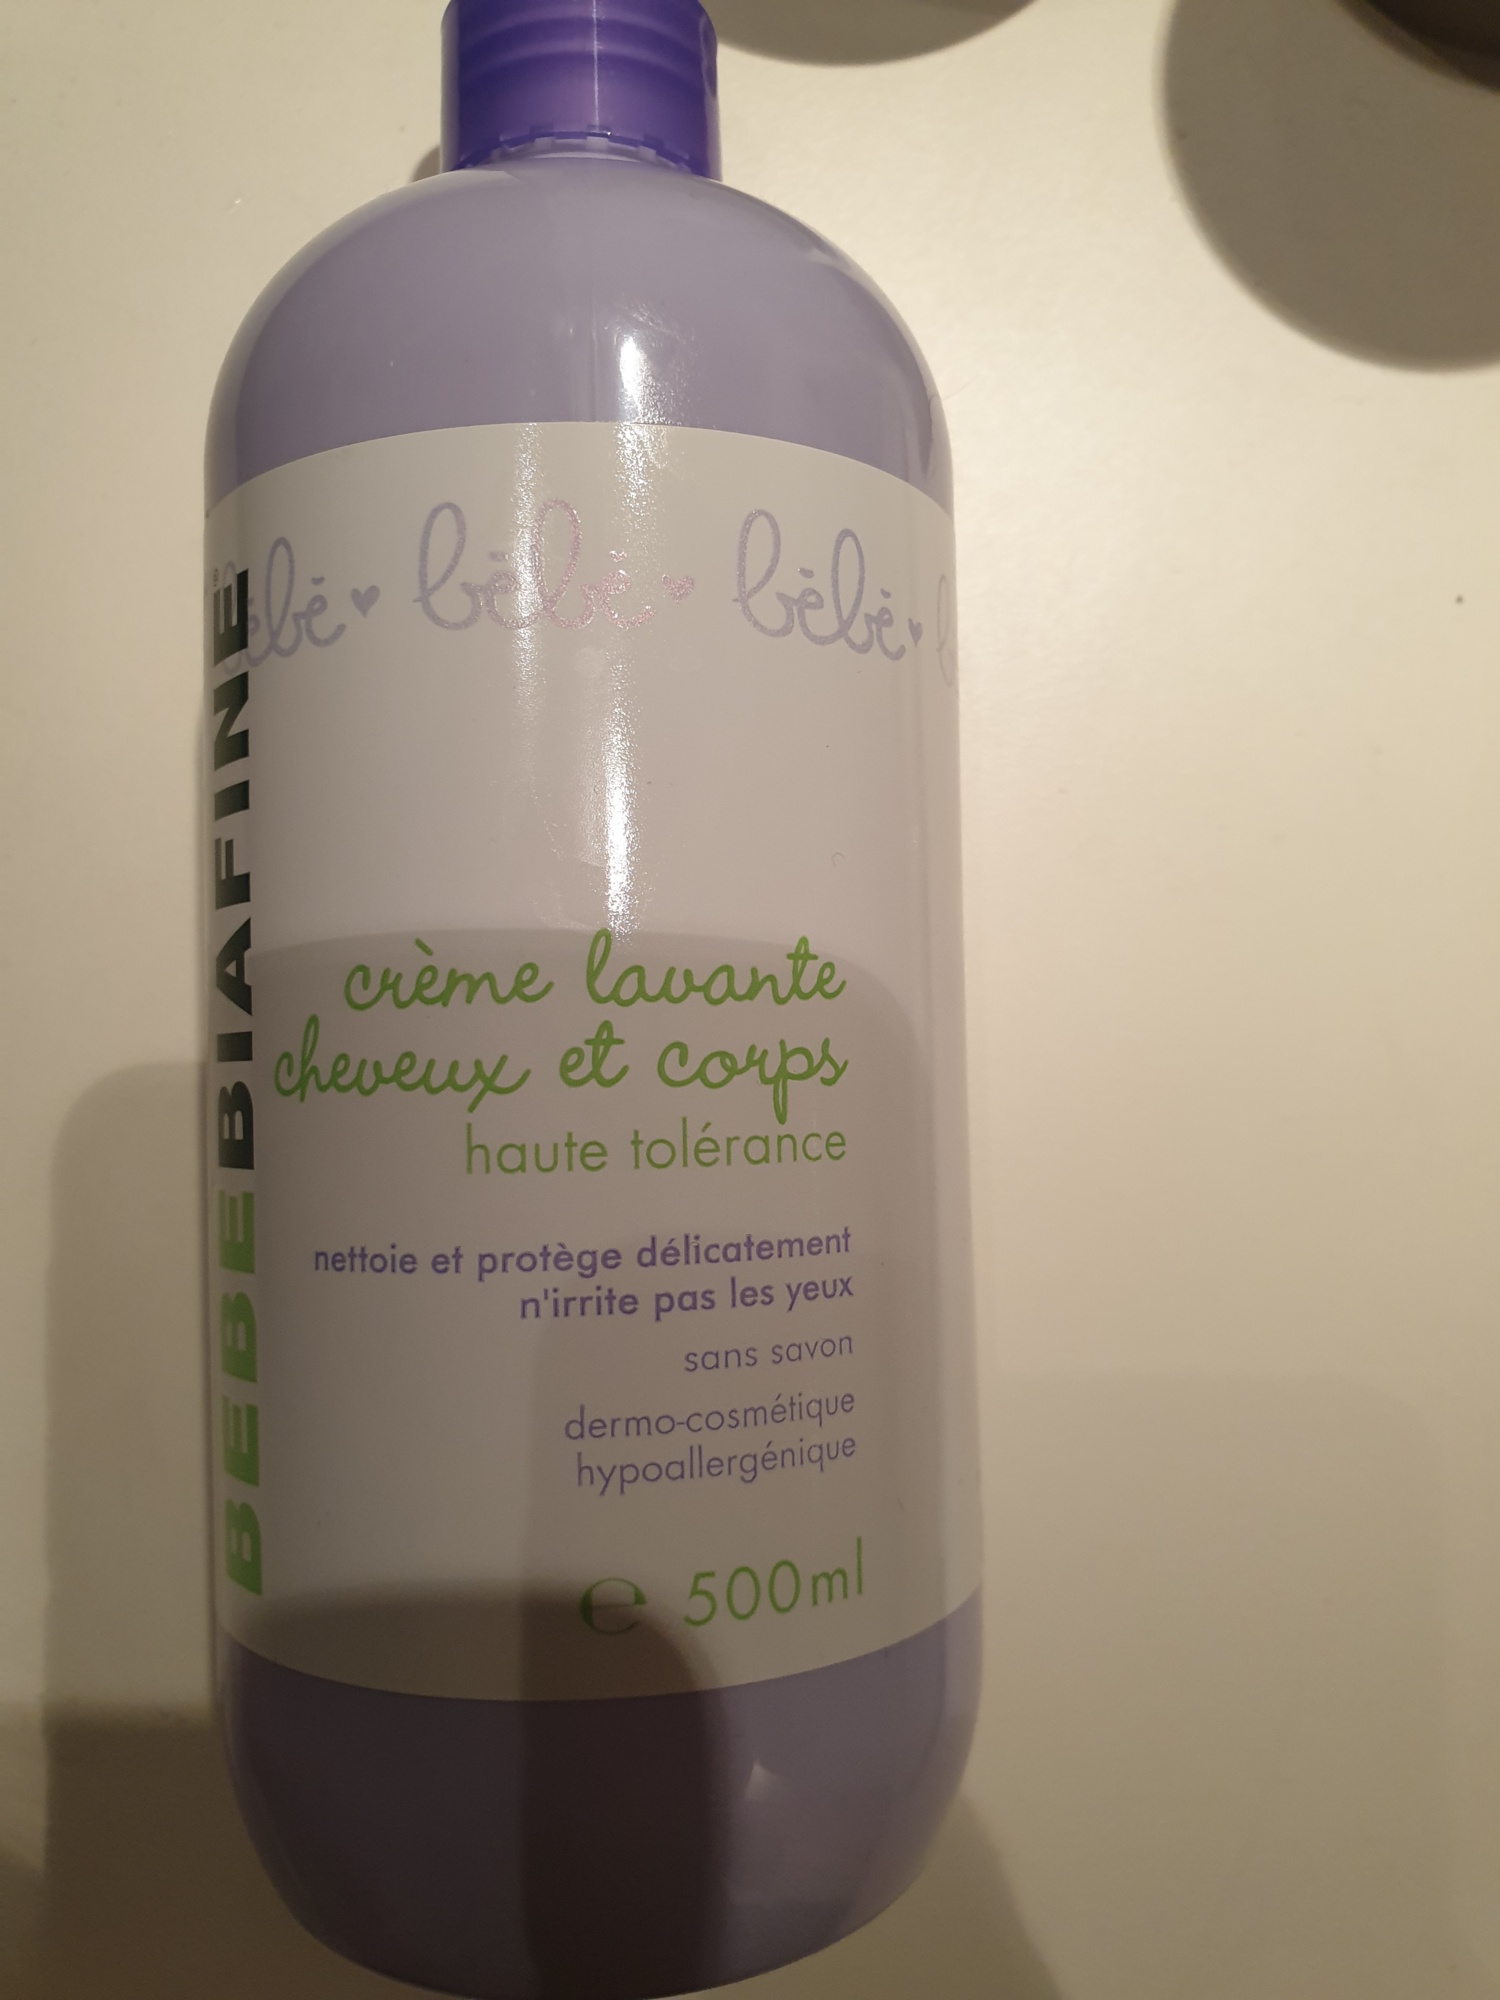 bébé ♥ bébé ♥ bébé ♥
BEBEBIAFINE®
crème lavante
cheveux et corps
haute tolérance
nettoie et protège délicatement
n'irrite pas les yeux
sans savon
dermo-cosmétique
hypoallergénique
℮ 500ml